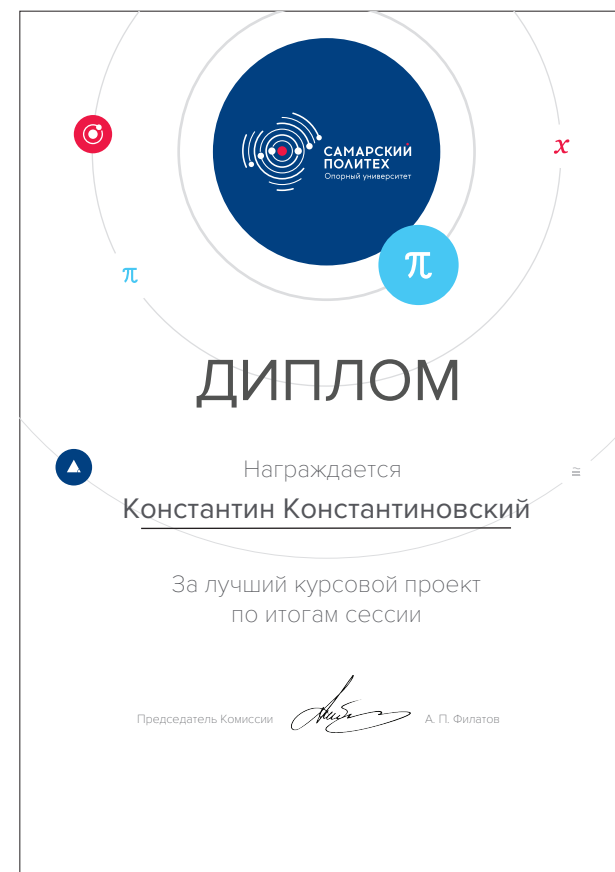 САМАРСКИЙ
ПОЛИТЕХ
Опорный университет
x
π
π
ДИПЛОМ
≅
Награждается
Константин Константиновский
За лучший курсовой проект
по итогам сессии
Председатель Комиссии А. П. Филатов